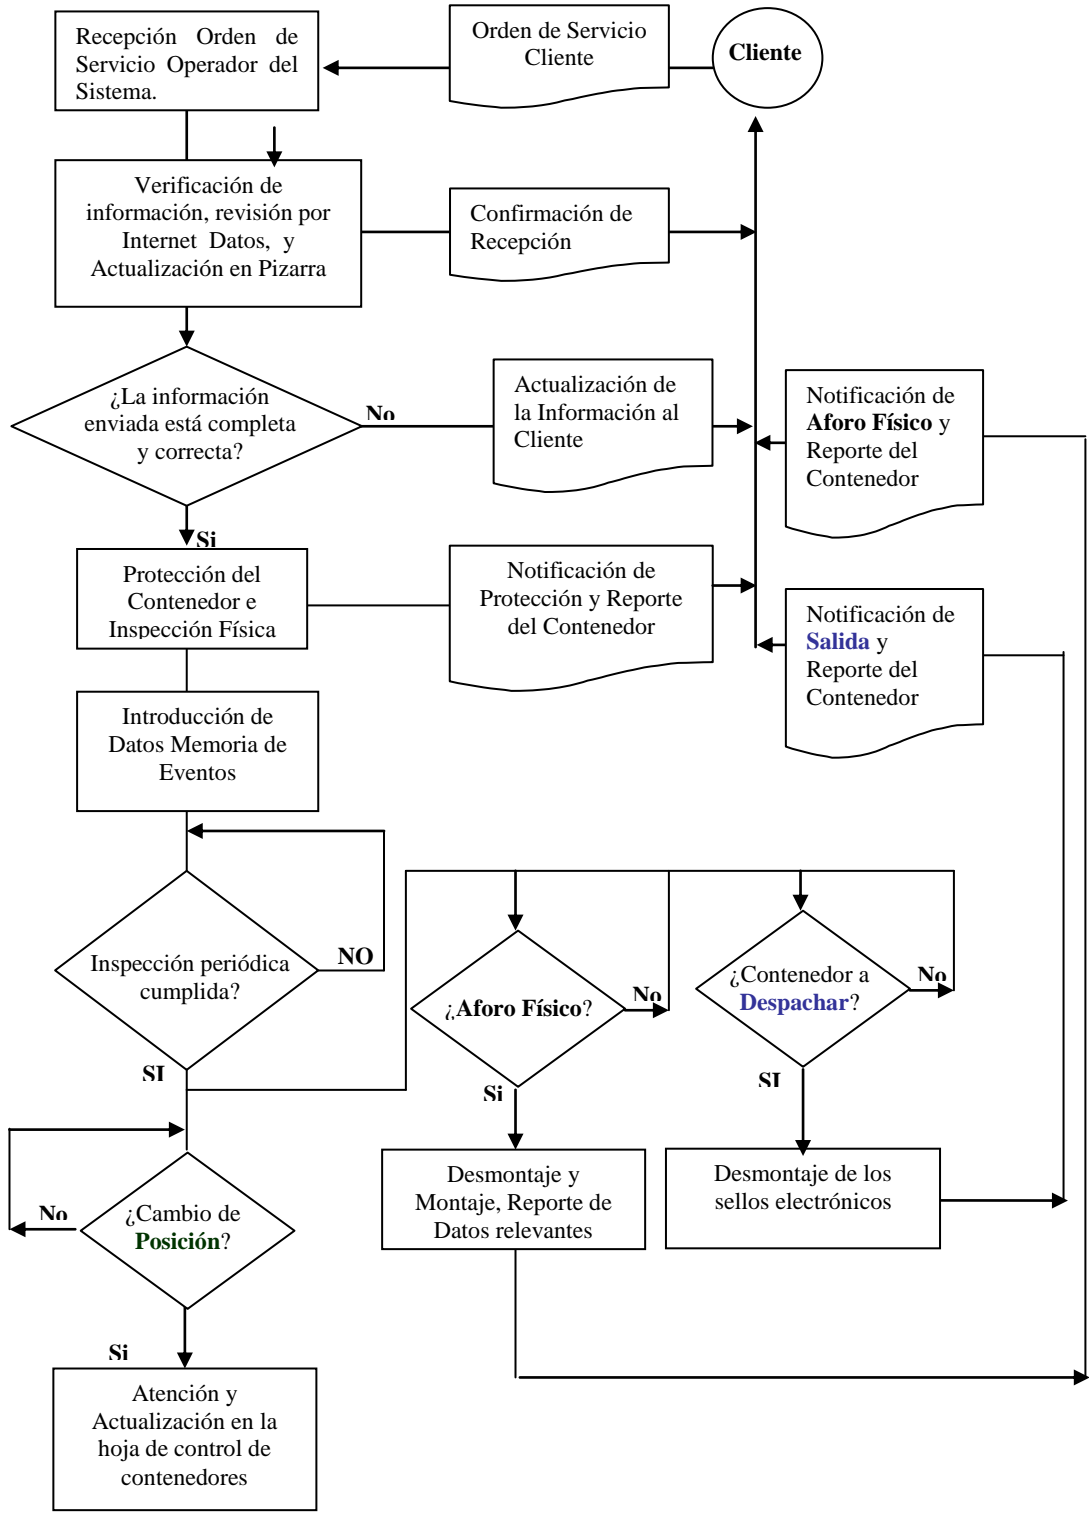 Recepción Orden de
Servicio Operador del
Sistema.
Orden de Servicio
Cliente
Cliente
Verificación de
información, revisión por
Internet Datos, y
Actualización en Pizarra
Confirmación de
Recepción
¿La información
enviada está completa
y correcta?
No
Actualización de
la Información al
Cliente
Notificación de
Aforo Físico y
Reporte del
Contenedor
Si
Protección del
Contenedor e
Inspección Física
Notificación de
Protección y Reporte
del Contenedor
Notificación de
Salida y
Reporte del
Contenedor
Introducción de
Datos Memoria de
Eventos
Inspección periódica
cumplida?
NO
¿Aforo Físico?
No
¿Contenedor a
Despachar?
No
SI
Si
SI
¿Cambio de
Posición?
No
Desmontaje y
Montaje, Reporte de
Datos relevantes
Desmontaje de los
sellos electrónicos
Si
Atención y
Actualización en la
hoja de control de
contenedores